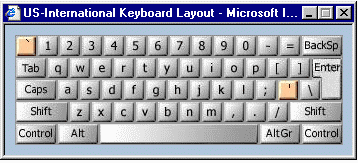 US-International Keyboard Layout - Microsoft I...
` 1 2 3 4 5 6 7 8 9 0 - = BackSp
Tab q w e r t y u i o p [ ] Enter
Caps a s d f g h j k l ; ' \
Shift z x c v b n m , . / Shift
Control Alt AltGr Control